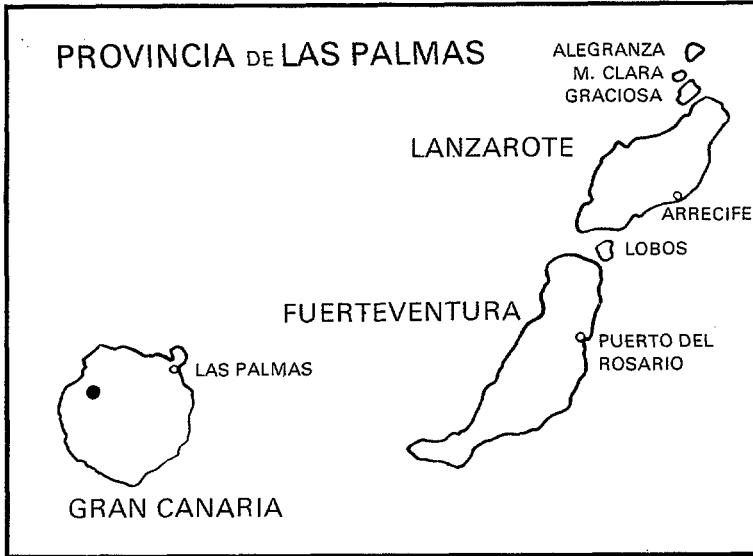 PROVINCIA DE LAS PALMAS
ALEGRANZA
M. CLARA
GRACIOSA
LANZAROTE
ARRECIFE
LOBOS
FUERTEVENTURA
PUERTO DEL
ROSARIO
LAS PALMAS
GRAN CANARIA